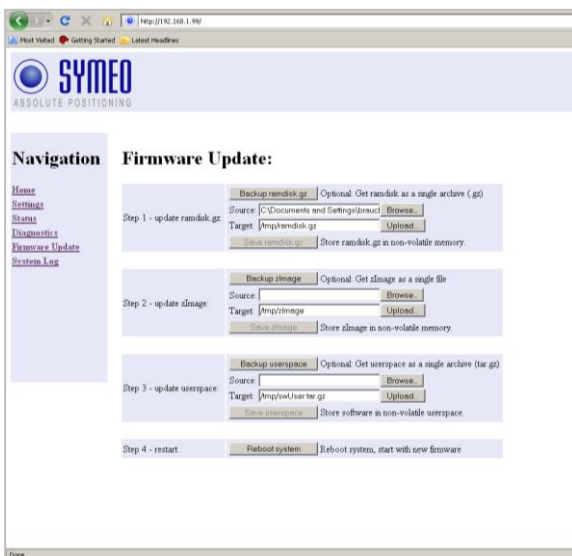 http://192.168.1.99/
Most Visited Getting Started Latest Headlines
SYMEO
ABSOLUTE POSITIONING
Navigation
Home
Settings
Status
Diagnostics
Firmware Update
System Log
Firmware Update:
Step 1 - update ramdisk.gz:
Backup ramdisk.gz Optional: Get ramdisk as a single archive (.gz)
Source: C:\Documents and Settings\braucl Browse...
Target: /tmp/ramdisk.gz Upload...
Save ramdisk.gz Store ramdisk.gz in non-volatile memory.
Step 2 - update zImage:
Backup zImage Optional: Get zImage as a single file
Source: Browse...
Target: /tmp/zImage Upload...
Save zImage Store zImage in non-volatile memory.
Step 3 - update userspace:
Backup userspace Optional: Get userspace as a single archive (tar.gz)
Source: Browse...
Target: /tmp/swUser.tar.gz Upload...
Save userspace Store software in non-volatile userspace.
Step 4 - restart: Reboot system Reboot system, start with new firmware
Done